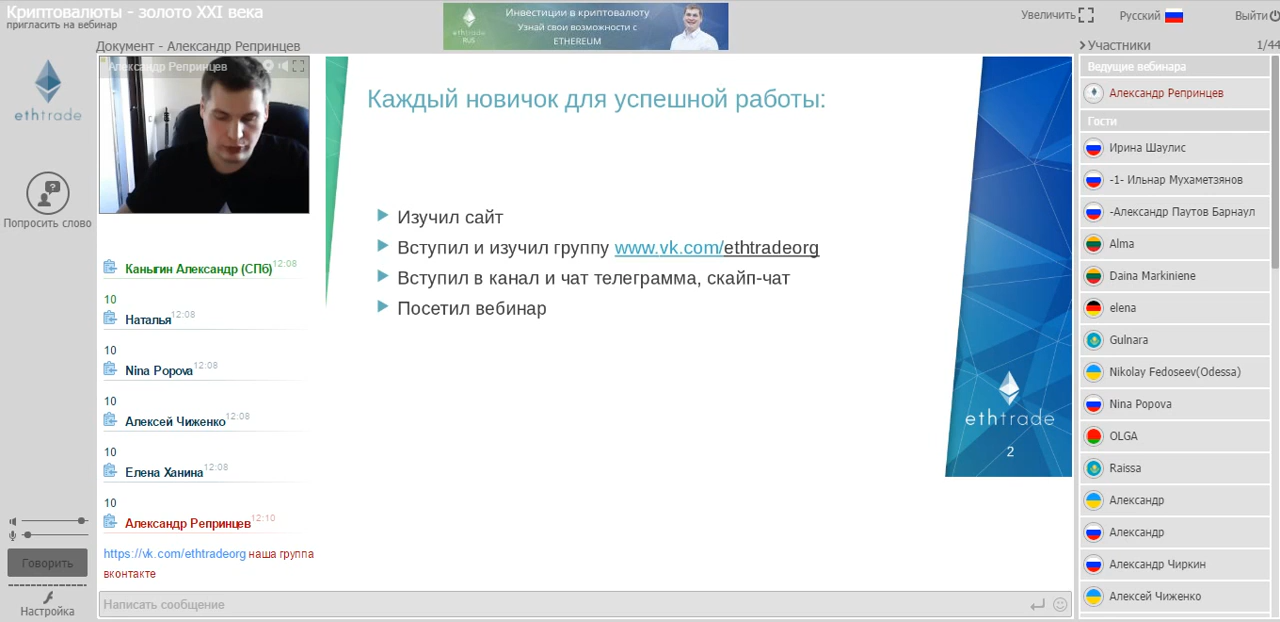 Криптовалюты - золото XXI века
пригласить на вебинар
ethtrade
RUS
Инвестиции в криптовалюту
Узнай свои возможности с
ETHEREUM
Увеличить
Русский
Выйти
Документ - Александр Репринцев
Участники 1/44
Александр Репринцев
ethtrade
Попросить слово
Каныгин Александр (СПб) 12:08
10
Наталья 12:08
10
Nina Popova 12:08
10
Алексей Чиженко 12:08
10
Елена Ханина 12:08
10
Александр Репринцев 12:10
https://vk.com/ethtradeorg наша группа
вконтакте
Говорить
Настройка
Написать сообщение
Каждый новичок для успешной работы:
Изучил сайт
Вступил и изучил группу www.vk.com/ethtradeorg
Вступил в канал и чат телеграмма, скайп-чат
Посетил вебинар
ethtrade
2
Ведущие вебинара
Александр Репринцев
Гости
Ирина Шаулис
-1- Ильнар Мухаметзянов
-Александр Паутов Барнаул
Alma
Daina Markiniene
elena
Gulnara
Nikolay Fedoseev(Odessa)
Nina Popova
OLGA
Raissa
Александр
Александр
Александр Чиркин
Алексей Чиженко